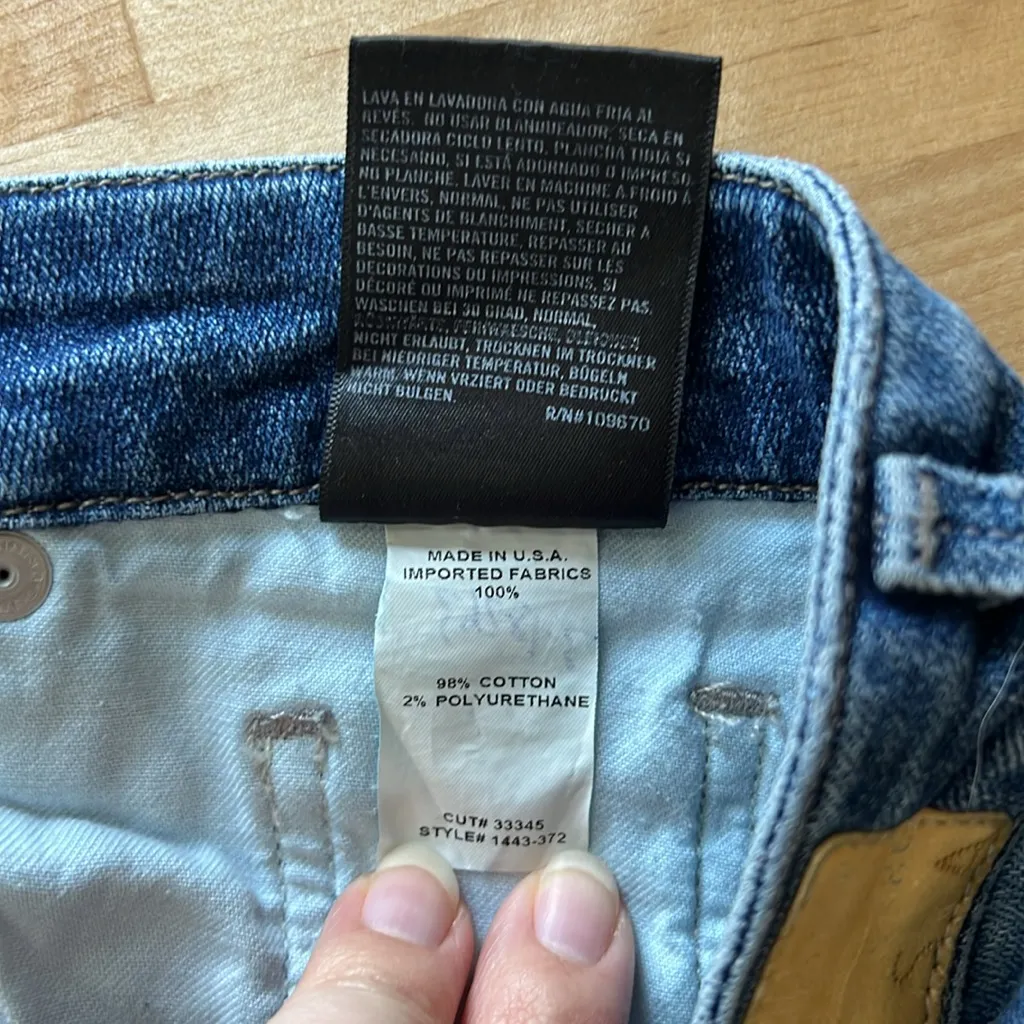 LAVA EN LAVADORA CON AGUA FRIA AL
REVÉS. NO USAR BLANQUEADOR, SECA EN
SECADORA CICLO LENTO, PLANCHA TIBIA SI
NECESARIO, SI ESTÁ ADORNADO O IMPRESO
NO PLANCHE. LAVER EN MACHINE A FROID À
L'ENVERS, NORMAL, NE PAS UTILISER
D'AGENTS DE BLANCHIMENT, SECHER A
BASSE TEMPERATURE, REPASSER AU
BESOIN, NE PAS REPASSER SUR LES
DECORATIONS OU IMPRESSIONS, SI
DÉCORÉ OU IMPRIMÉ NE REPASSEZ PAS.
WASCHEN BEI 30 GRAD, NORMAL,
NICHT ERLAUBT, TROCKNEN IM TROCKNER
BEI NIEDRIGER TEMPERATUR, BÜGELN
WARM, WENN VRZIERT ODER BEDRUCKT
NICHT BÜLGEN.
R/N#109670
MADE IN U.S.A.
IMPORTED FABRICS
100%
98% COTTON
2% POLYURETHANE
CUT# 33345
STYLE# 1443-372